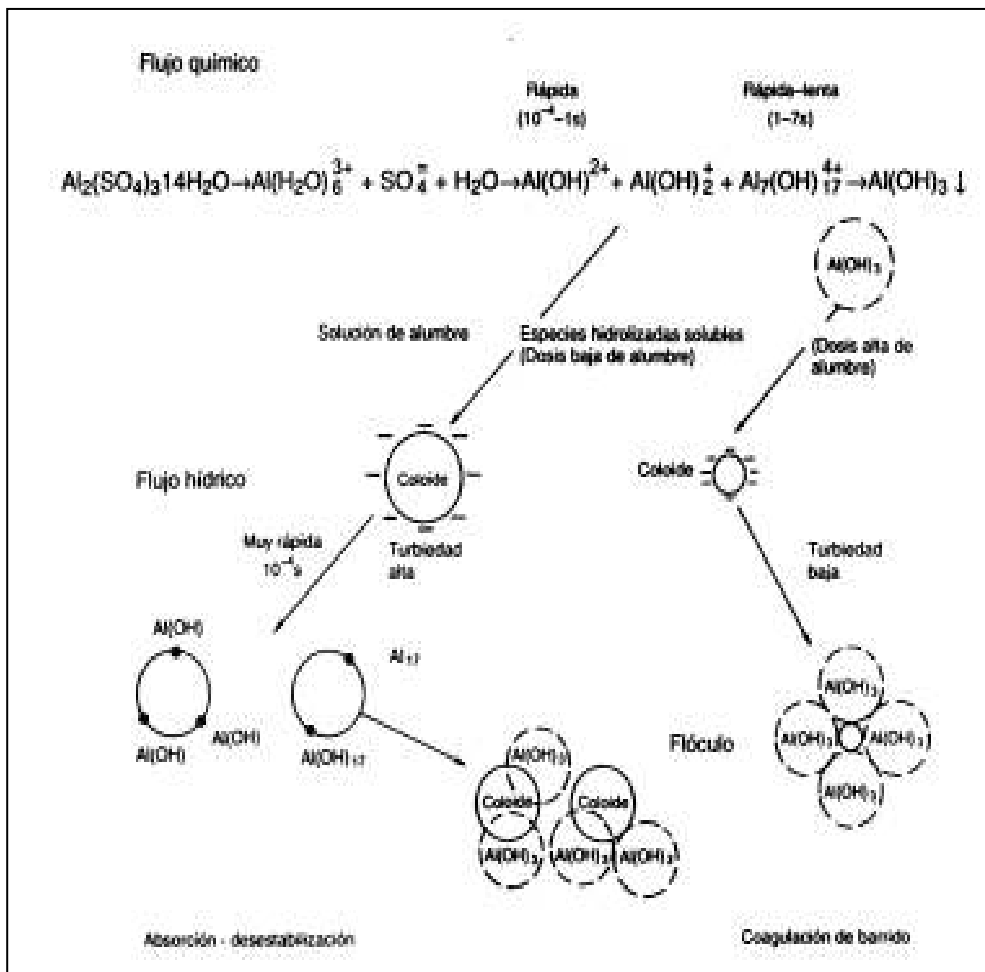 Flujo químico
Rápida
(10⁻⁴–1s)
Rápida–lenta
(1–7s)
Al₂(SO₄)₃14H₂O→Al(H₂O)₆³⁺ + SO₄⁼ + H₂O→Al(OH)²⁺ + Al(OH)₂⁺ + Al₇(OH)₁₇⁴⁺→Al(OH)₃↓
Al(OH)₃
Solución de alumbre
Especies hidrolizadas solubles
(Dosis baja de alumbre)
(Dosis alta de
alumbre)
Flujo hídrico
Coloide
Coloide
Muy rápida
10⁻⁴s
Turbiedad
alta
Turbiedad
baja
Al(OH)
Al(OH)
Al(OH)
Al₁₇
Al(OH)₁₇
Flóculo
Al(OH)₃
Al(OH)₃
Al(OH)₃
Al(OH)₃
Al(OH)₃
Coloide
Coloide
Al(OH)₃
Al(OH)₃
Al(OH)₃
Absorción - desestabilización
Coagulación de barrido